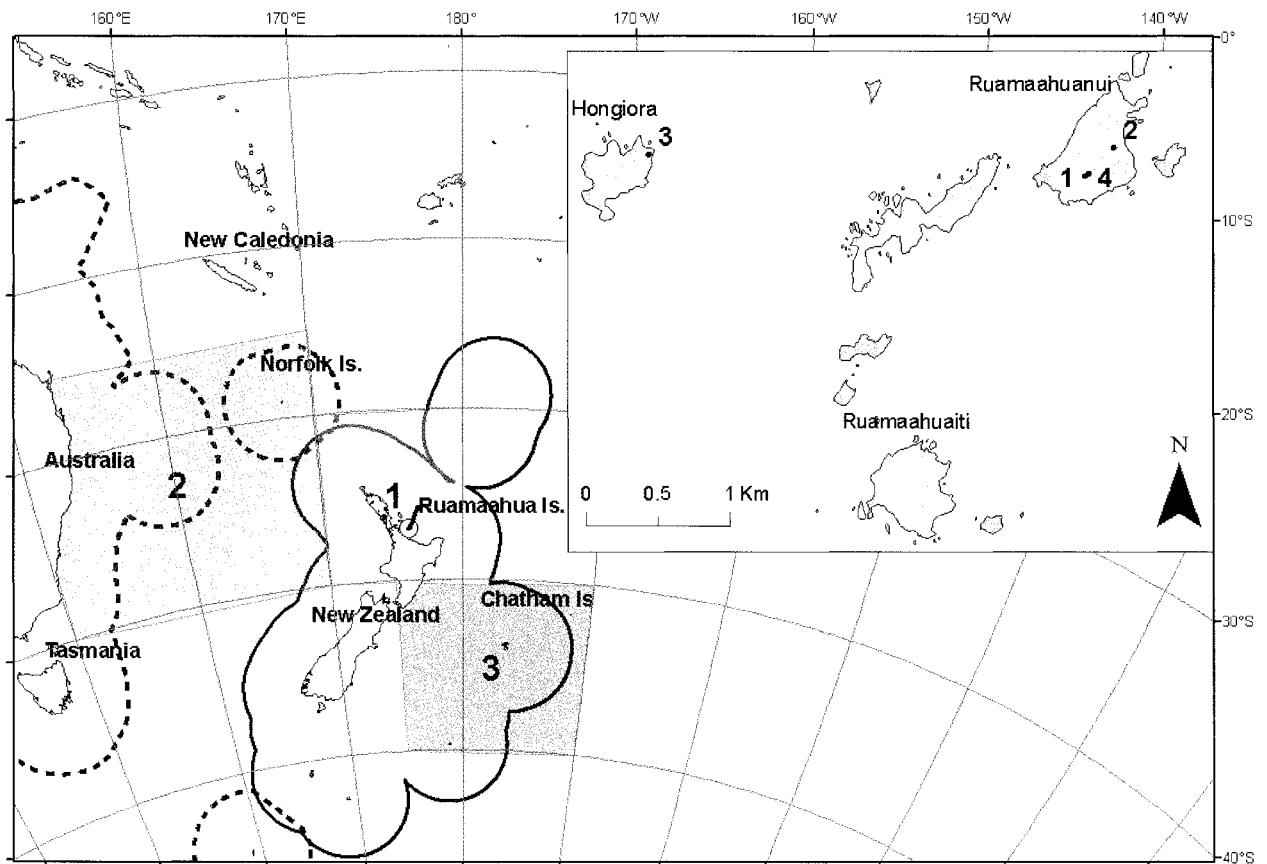 160°E 170°E 180° 170°W 160°W 150°W 140°W
0°
Ruamaahuanui
Hongiora
3
2
1 4
10°S
New Caledonia
Norfolk Is.
20°S
Ruamaahuaiti
N
Australia
2
1
Ruamaahua Is.
0 0.5 1 Km
Chatham Is
New Zealand
30°S
Tasmania
3
40°S